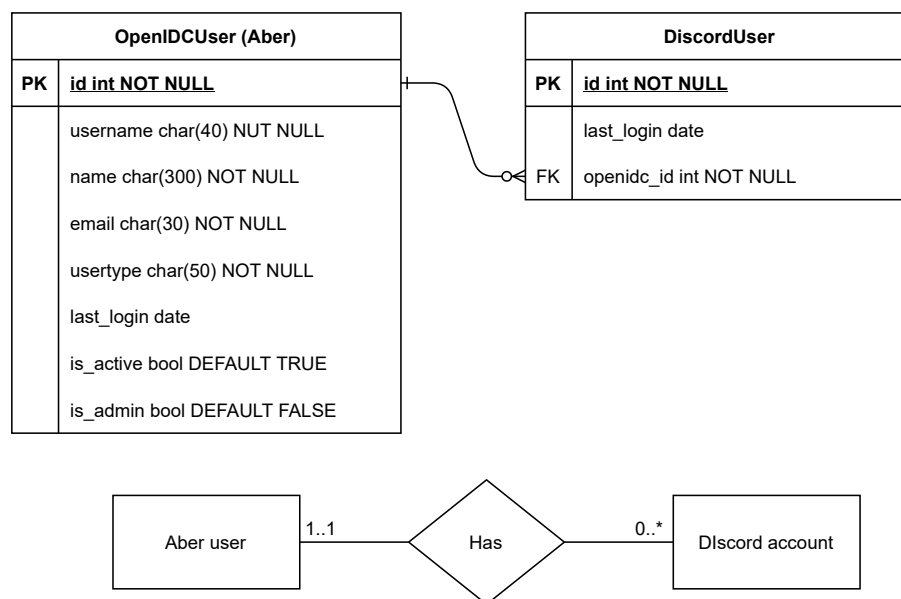 OpenIDCUser (Aber)
PK id int NOT NULL
username char(40) NUT NULL
name char(300) NOT NULL
email char(30) NOT NULL
usertype char(50) NOT NULL
last_login date
is_active bool DEFAULT TRUE
is_admin bool DEFAULT FALSE
DiscordUser
PK id int NOT NULL
last_login date
FK openidc_id int NOT NULL
Aber user
1..1
Has
0..*
DIscord account